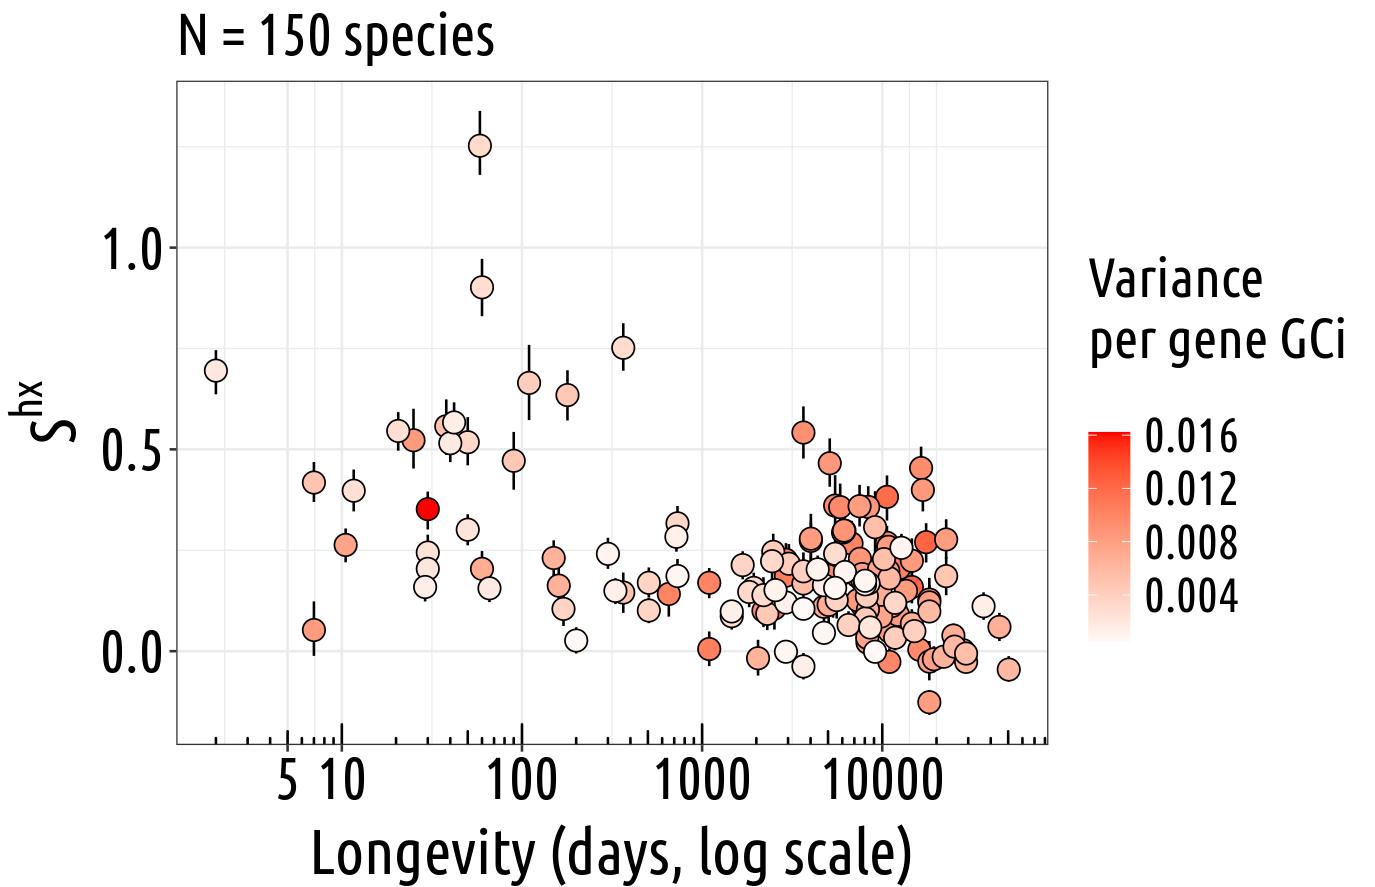 N = 150 species
1.0
0.5
0.0
S^hx
5 10 100 1000 10000
Longevity (days, log scale)
Variance
per gene GCi
0.016
0.012
0.008
0.004